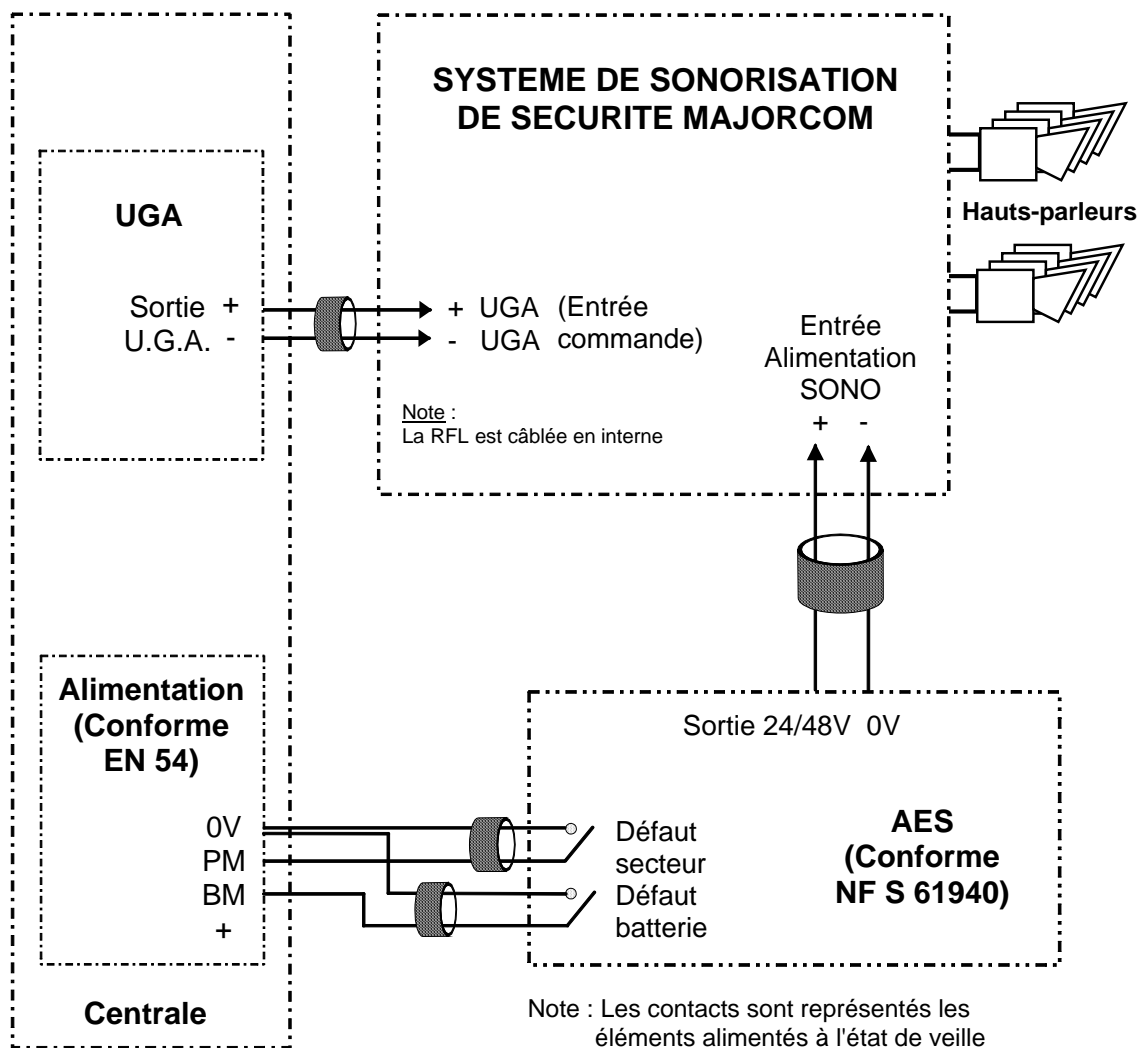 SYSTEME DE SONORISATION
DE SECURITE MAJORCOM
Hauts-parleurs
UGA
Sortie +
U.G.A. -
+ UGA (Entrée
- UGA commande)
Note :
La RFL est câblée en interne
Entrée
Alimentation
SONO
+ -
Alimentation
(Conforme
EN 54)
0V
PM
BM
+
Centrale
Sortie 24/48V 0V
Défaut
secteur
Défaut
batterie
AES
(Conforme
NF S 61940)
Note : Les contacts sont représentés les
éléments alimentés à l'état de veille